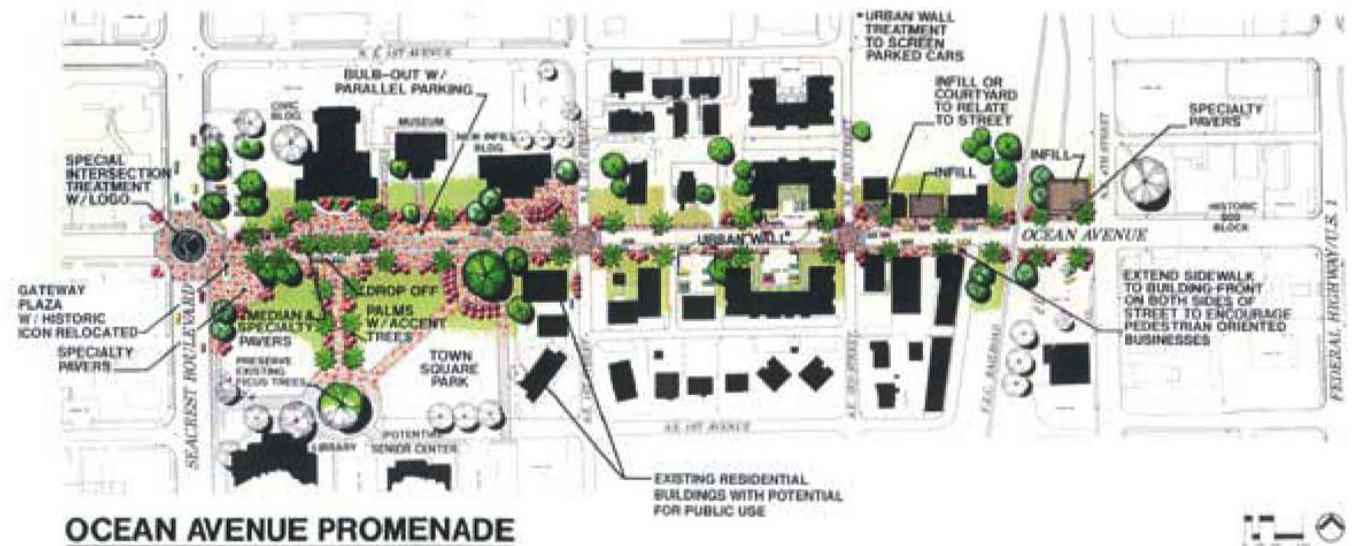 URBAN WALL
TREATMENT
TO SCREEN
PARKED CARS
N.E. 1ST AVENUE
BULB-OUT W/
PARALLEL PARKING
INFILL OR
COURTYARD
TO RELATE
TO STREET
SPECIALTY
PAVERS
CIVIC
BLDG.
MUSEUM
NEW INFILL
BLDG.
SPECIAL
INTERSECTION
TREATMENT
W/LOGO
INFILL
INFILL
HISTORIC
500
BLOCK
URBAN WALL
OCEAN AVENUE
GATEWAY
PLAZA
W/ HISTORIC
ICON RELOCATED
SPECIALTY
PAVERS
DROP OFF
MEDIAN &
SPECIALTY
PAVERS
PALMS
W/ACCENT
TREES
EXTEND SIDEWALK
TO BUILDING FRONT
ON BOTH SIDES OF
STREET TO ENCOURAGE
PEDESTRIAN ORIENTED
BUSINESSES
PRESERVE
EXISTING
FICUS TREES
TOWN
SQUARE
PARK
SEACREST BOULEVARD
F.E.C. RAILROAD
FEDERAL HIGHWAY/U.S. 1
LIBRARY
POTENTIAL
SENIOR CENTER
1ST AVENUE
EXISTING RESIDENTIAL
BUILDINGS WITH POTENTIAL
FOR PUBLIC USE
OCEAN AVENUE PROMENADE